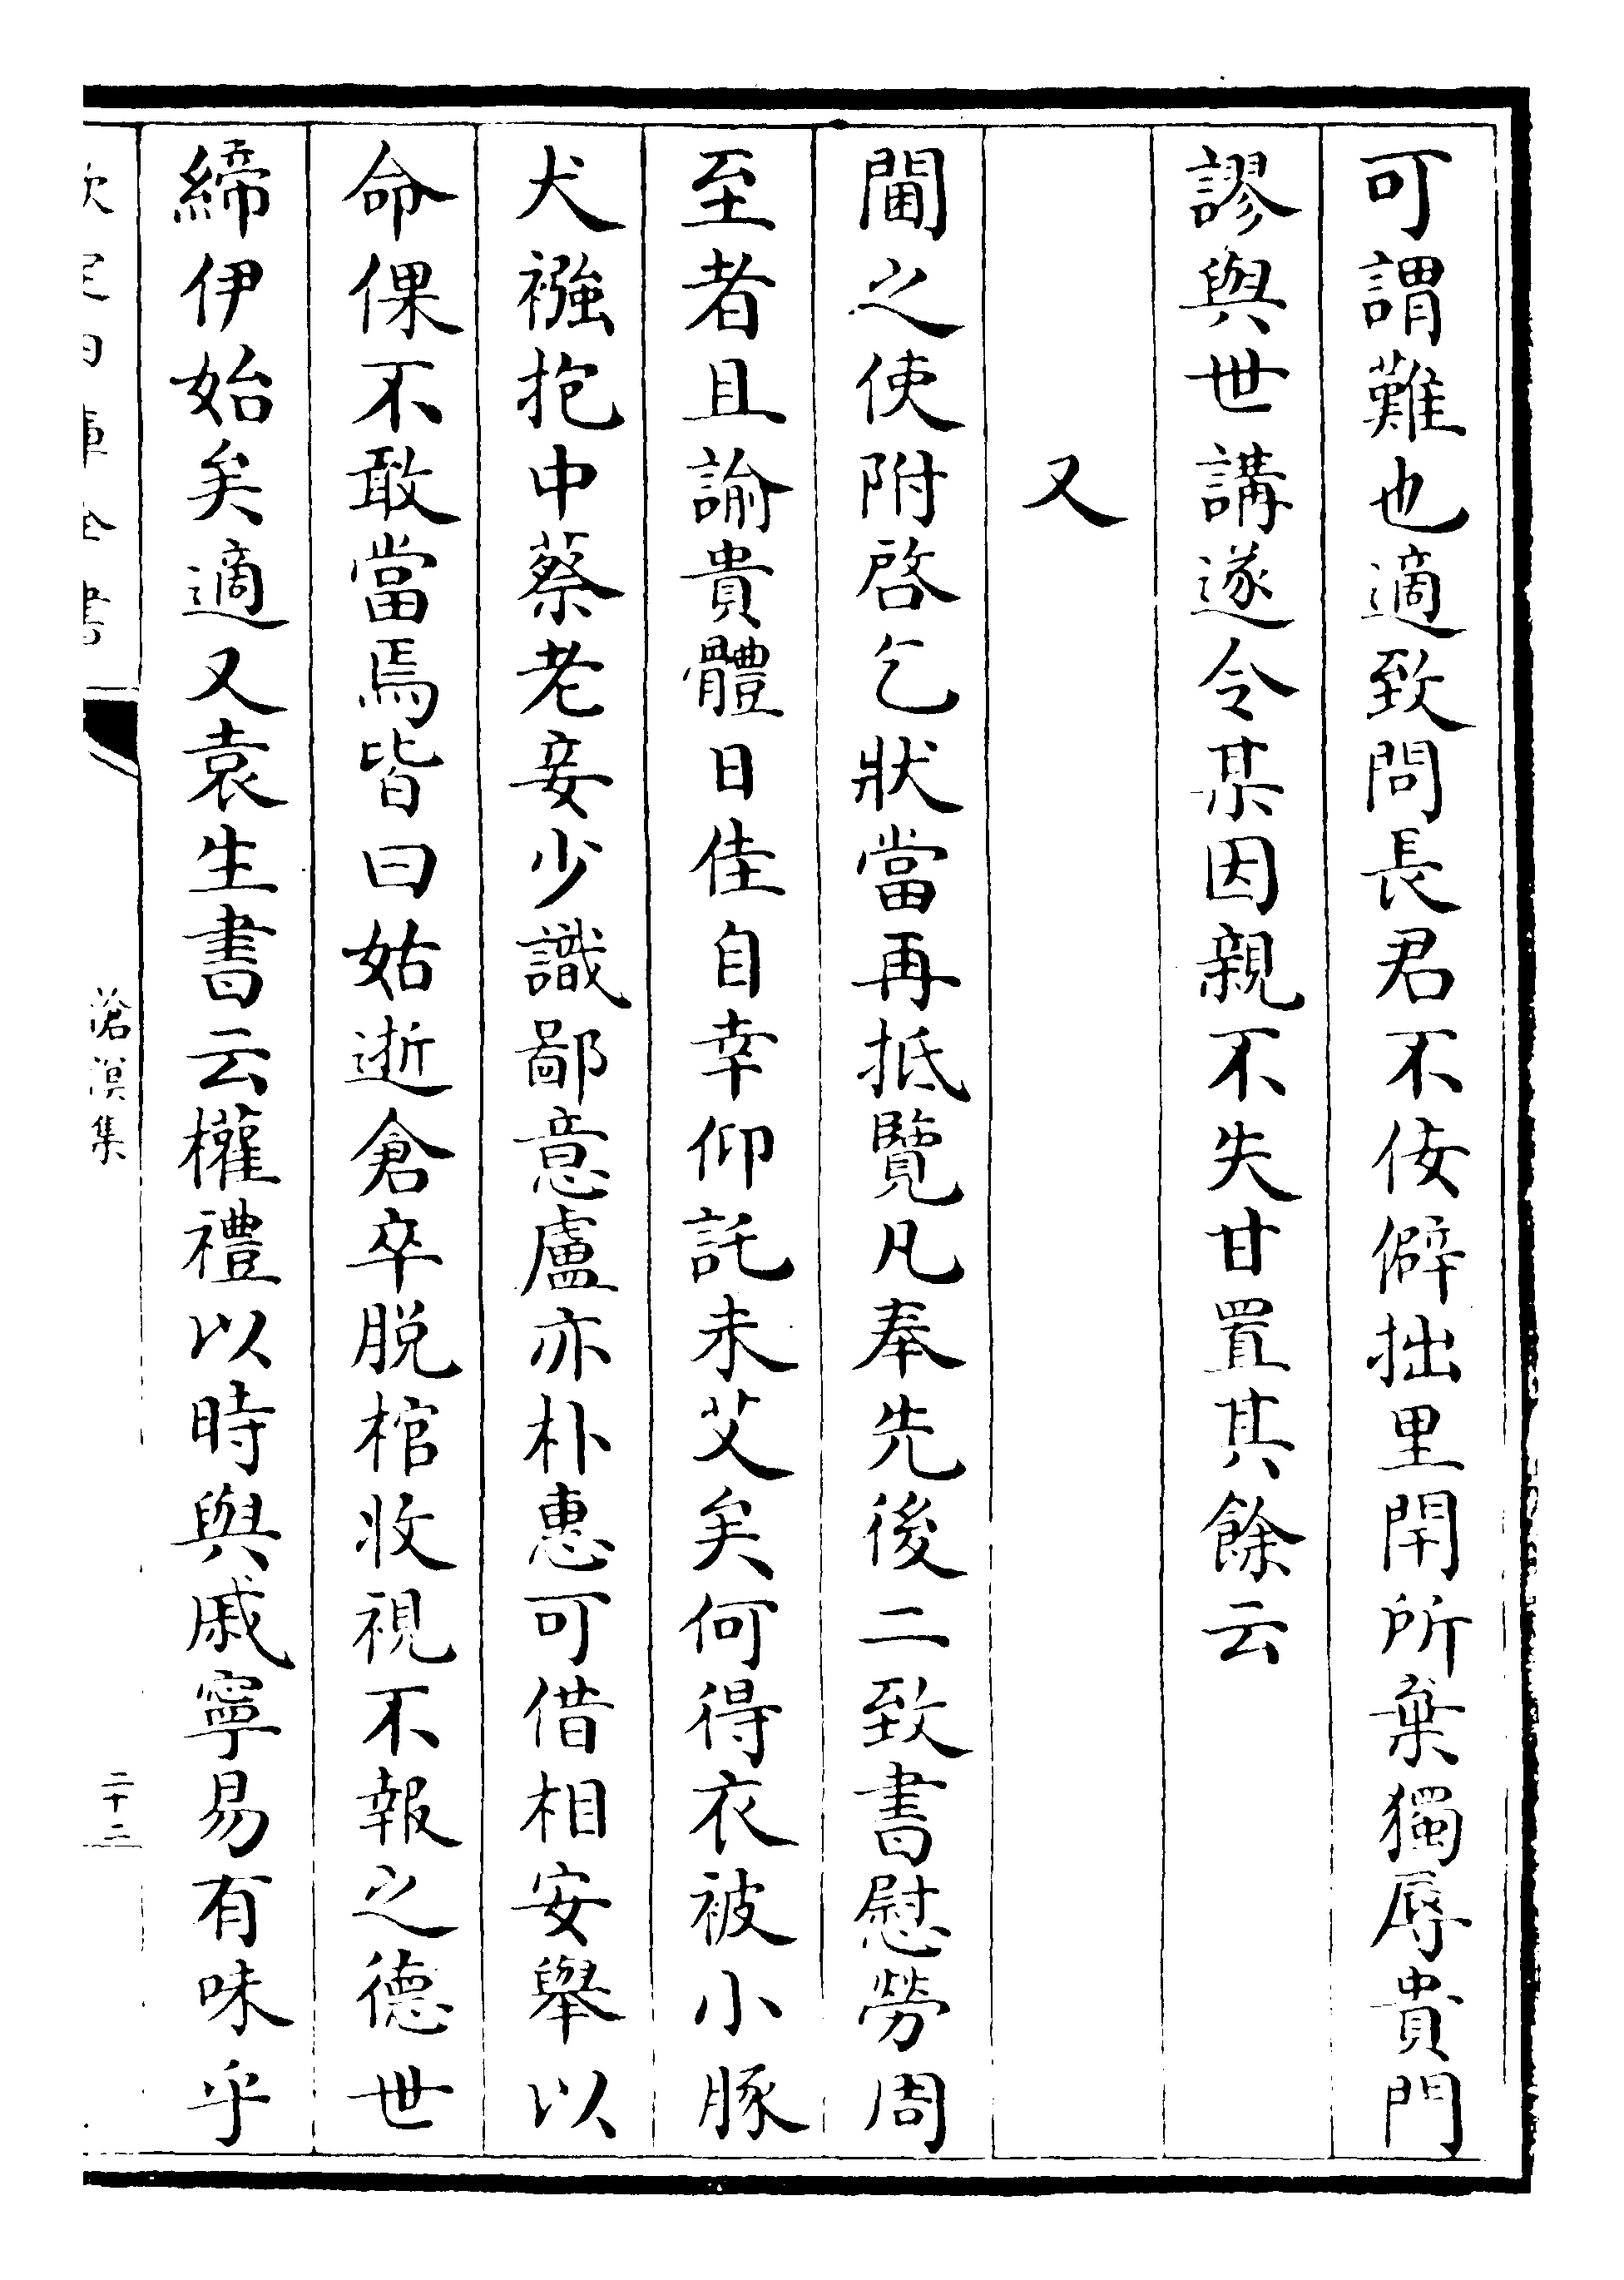 可謂難也適致問長君不佞僻拙里閈所棄獨辱貴門
謬與世講遂令某因親不失甘置其餘云
又
閫之使附啓乞狀當再抵覽凡奉先後二致書慰勞周
至者且諭貴體日佳自幸仰託未艾矣何得衣被小豚
犬襁抱中蔡老妾少識鄙意盧亦朴惠可借相安舉以
命倮不敢當焉皆曰姑逝倉卒脱棺收視不報之德世
締伊始矣適又袁生書云權禮以時與戚寧易有味乎
欽定四庫全書
滄溟集
二十二